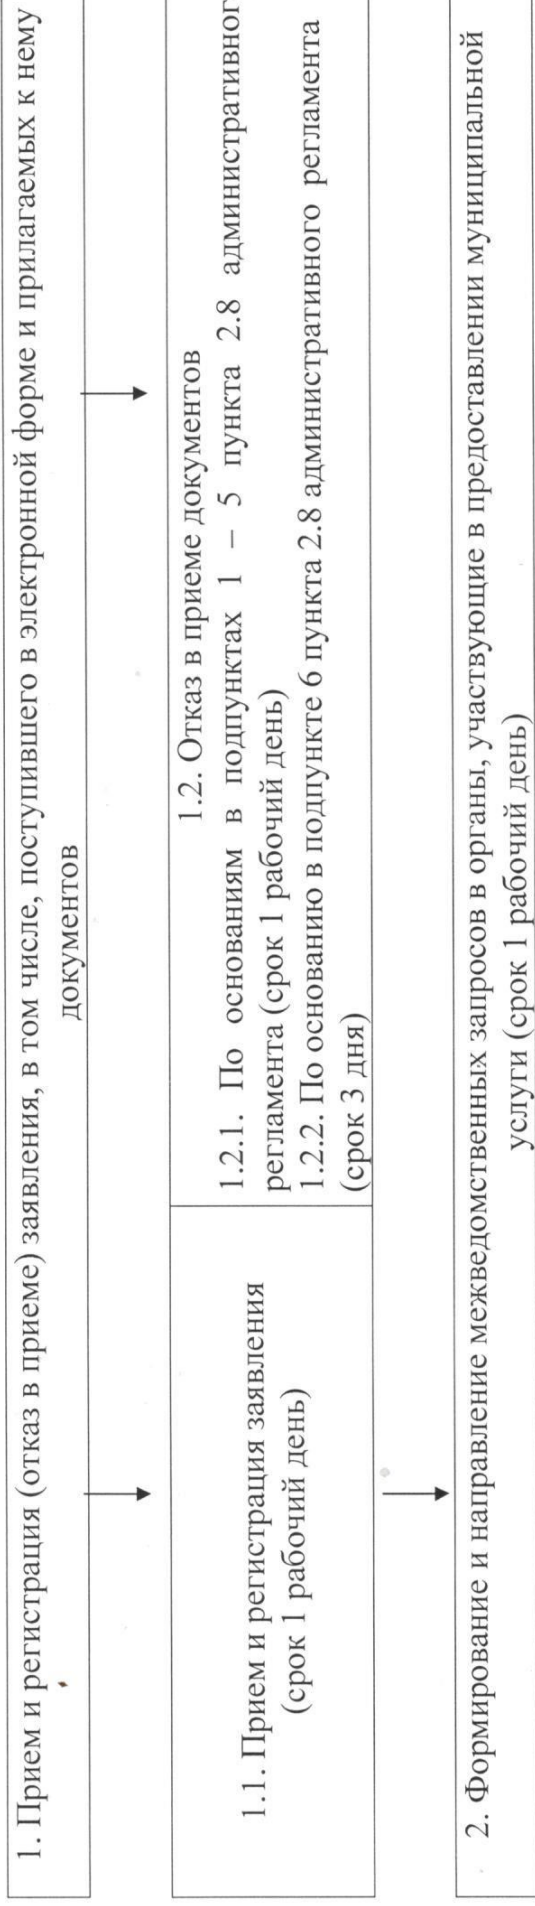 1. Прием и регистрация (отказ в приеме) заявления, в том числе, поступившего в электронной форме и прилагаемых к нему
документов
1.1. Прием и регистрация заявления
(срок 1 рабочий день)
1.2. Отказ в приеме документов
1.2.1. По основаниям в подпунктах 1 – 5 пункта 2.8 административног
регламента (срок 1 рабочий день)
1.2.2. По основанию в подпункте 6 пункта 2.8 административного регламента
(срок 3 дня)
2. Формирование и направление межведомственных запросов в органы, участвующие в предоставлении муниципальной
услуги (срок 1 рабочий день)